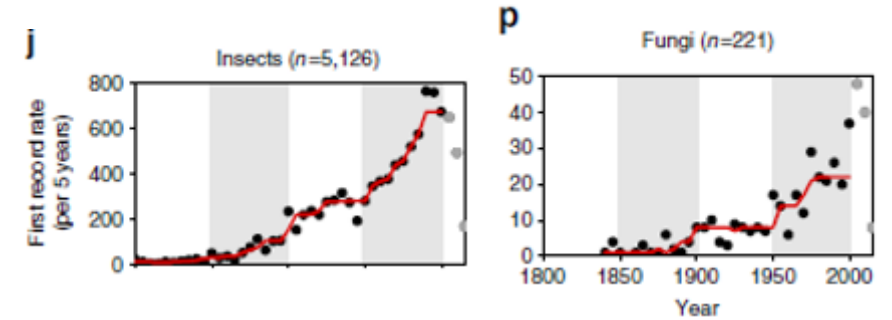 j
Insects (n=5,126)
First record rate
(per 5 years)
800
600
400
200
0
p
Fungi (n=221)
50
40
30
20
10
0
1800 1850 1900 1950 2000
Year